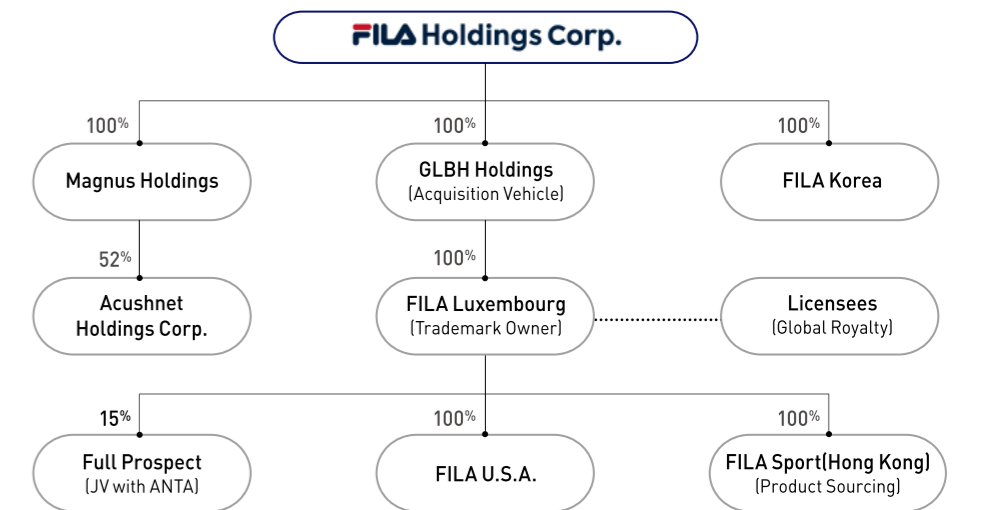 FILA Holdings Corp.
100% 100% 100%
Magnus Holdings
GLBH Holdings
(Acquisition Vehicle)
FILA Korea
52% 100%
Acushnet
Holdings Corp.
FILA Luxembourg
(Trademark Owner)
Licensees
(Global Royalty)
15% 100% 100%
Full Prospect
(JV with ANTA)
FILA U.S.A.
FILA Sport(Hong Kong)
(Product Sourcing)